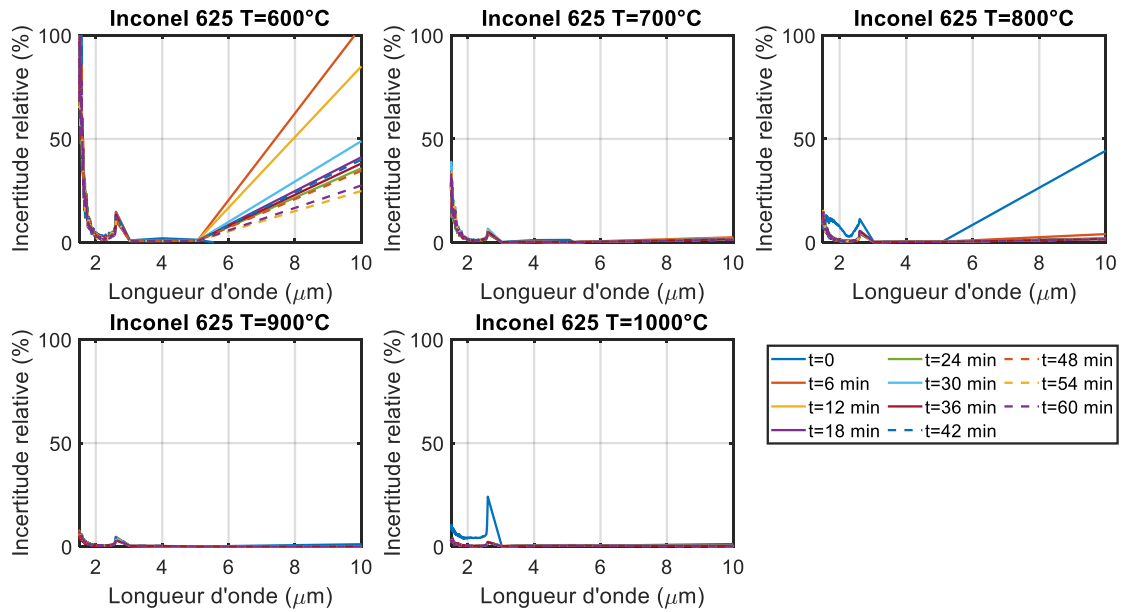 Inconel 625 T=600°C
Incertitude relative (%)
100
50
0
2 4 6 8 10
Longueur d'onde (μm)
Inconel 625 T=700°C
Incertitude relative (%)
100
50
0
2 4 6 8 10
Longueur d'onde (μm)
Inconel 625 T=800°C
Incertitude relative (%)
100
50
0
2 4 6 8 10
Longueur d'onde (μm)
Inconel 625 T=900°C
Incertitude relative (%)
100
50
0
2 4 6 8 10
Longueur d'onde (μm)
Inconel 625 T=1000°C
Incertitude relative (%)
100
50
0
2 4 6 8 10
Longueur d'onde (μm)
t=0
t=6 min
t=12 min
t=18 min
t=24 min
t=30 min
t=36 min
t=42 min
t=48 min
t=54 min
t=60 min